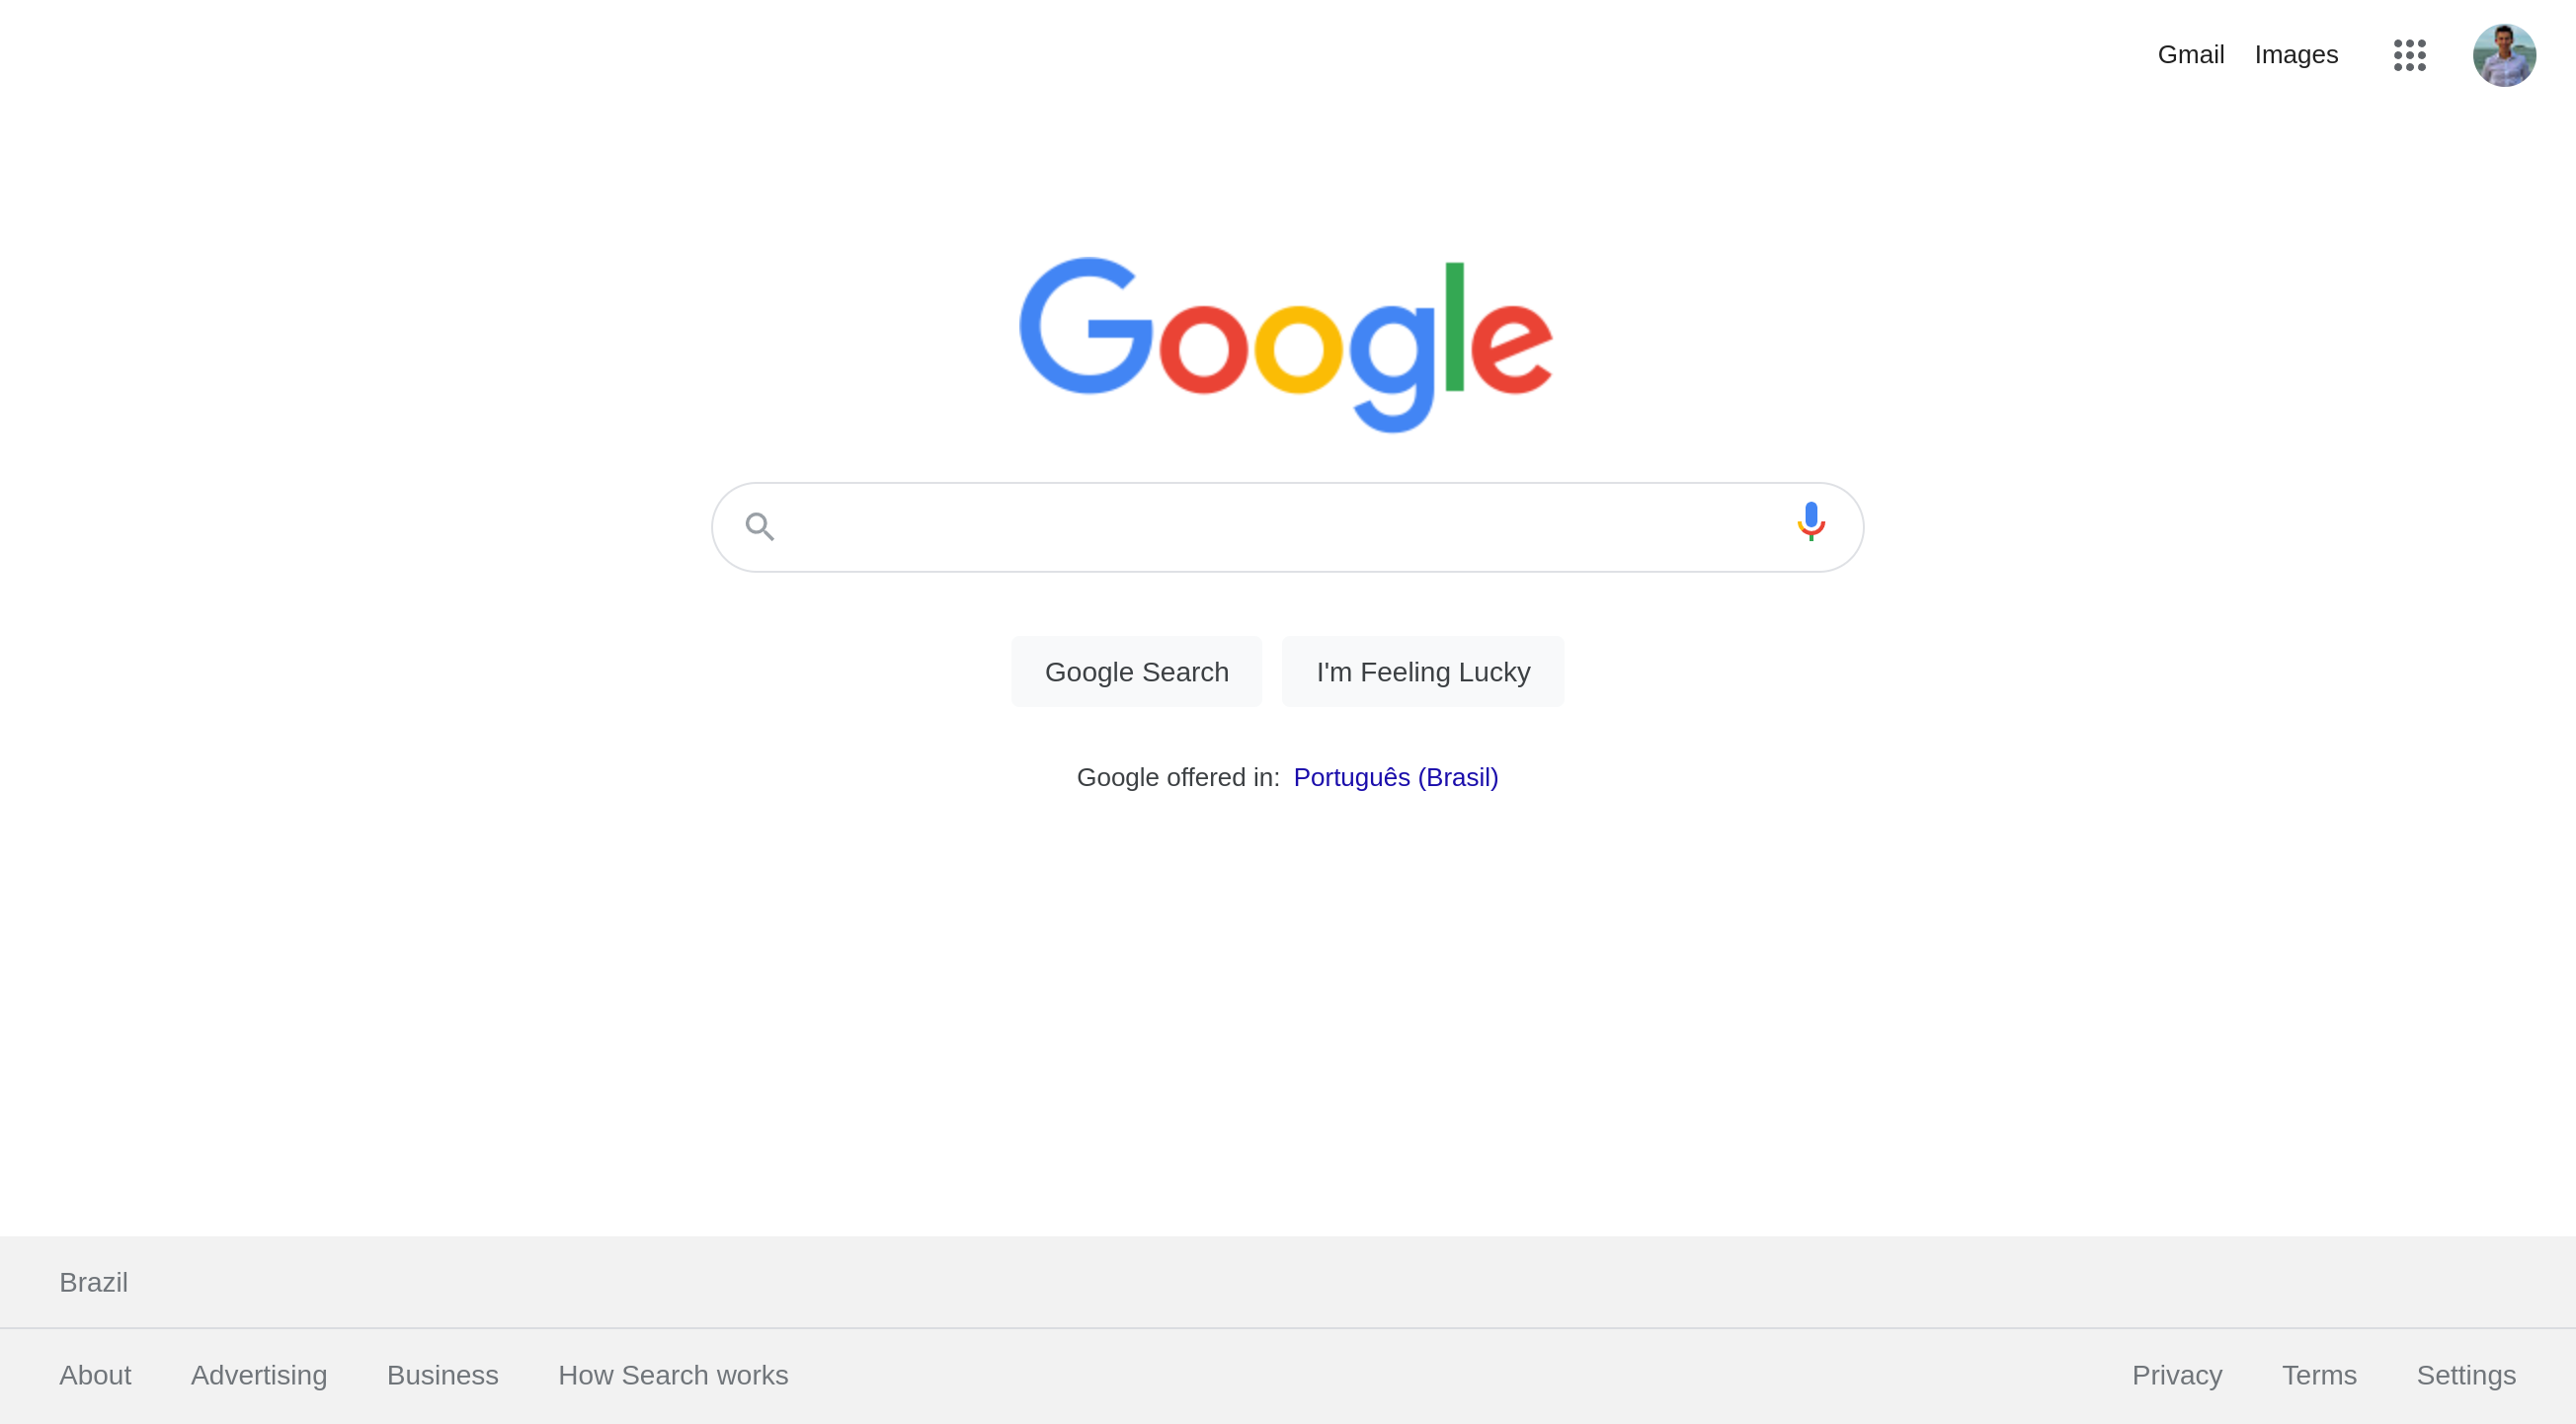 Gmail Images
Google
Google Search I'm Feeling Lucky
Google offered in: Português (Brasil)
Brazil
About Advertising Business How Search works Privacy Terms Settings